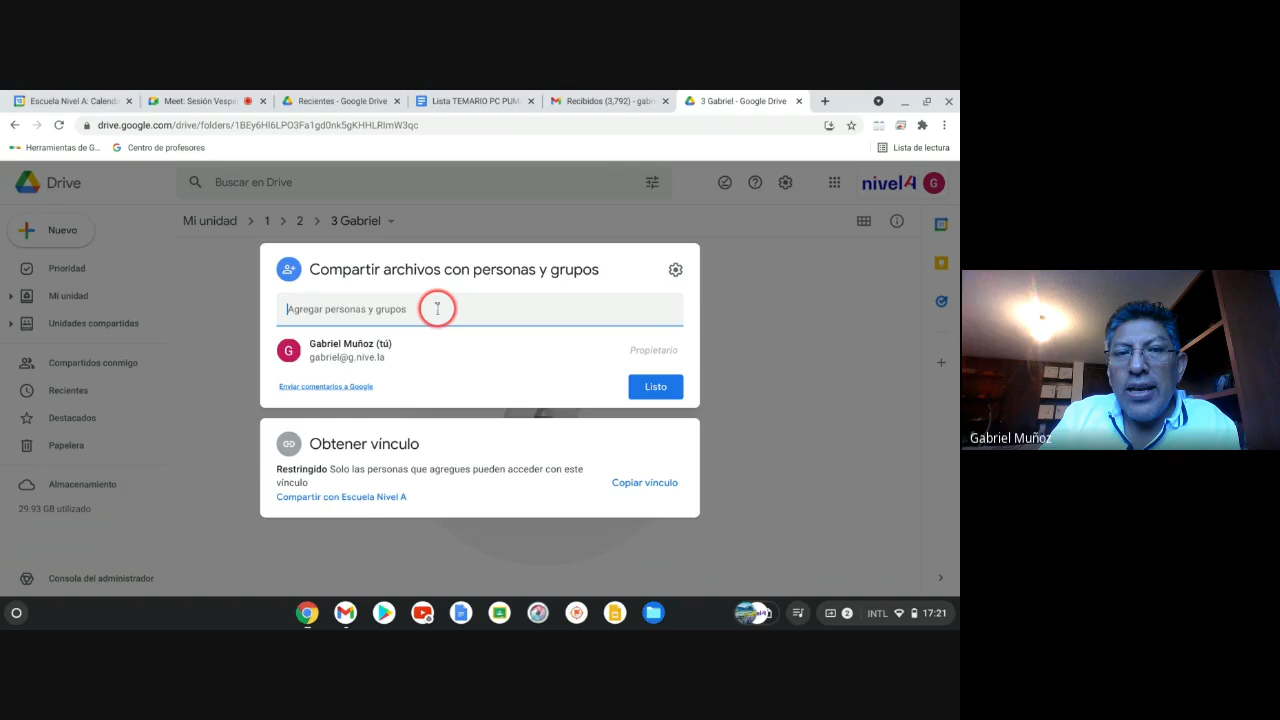 Escuela Nivel A: Calend
Meet: Sesión Vespe
Recientes - Google Drive
Lista TEMARIO PC PUM
Recibidos (3,792) - gabri
3 Gabriel - Google Drive
drive.google.com/drive/folders/1BEy6Hl6LPO3Fa1gd0nk5gKHHLRlmW3qc
Herramientas de G...
Centro de profesores
Lista de lectura
Drive
Buscar en Drive
nivelA
G
Nuevo
Mi unidad
1
2
3 Gabriel
Prioridad
Mi unidad
Unidades compartidas
Compartidos conmigo
Recientes
Destacados
Papelera
Almacenamiento
29.93 GB utilizado
Consola del administrador
Compartir archivos con personas y grupos
Agregar personas y grupos
G
Gabriel Muñoz (tú)
gabriel@g.nive.la
Propietario
Enviar comentarios a Google
Listo
Obtener vínculo
Restringido Solo las personas que agregues pueden acceder con este
vínculo
Copiar vínculo
Compartir con Escuela Nivel A
2
INTL
17:21
Gabriel Muñoz